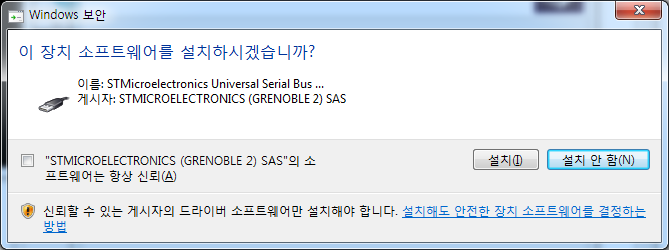 Windows 보안
이 장치 소프트웨어를 설치하시겠습니까?
이름: STMicroelectronics Universal Serial Bus ...
게시자: STMICROELECTRONICS (GRENOBLE 2) SAS
"STMICROELECTRONICS (GRENOBLE 2) SAS"의 소
프트웨어는 항상 신뢰(A)
설치(I)
설치 안 함(N)
신뢰할 수 있는 게시자의 드라이버 소프트웨어만 설치해야 합니다. 설치해도 안전한 장치 소프트웨어를 결정하는
방법